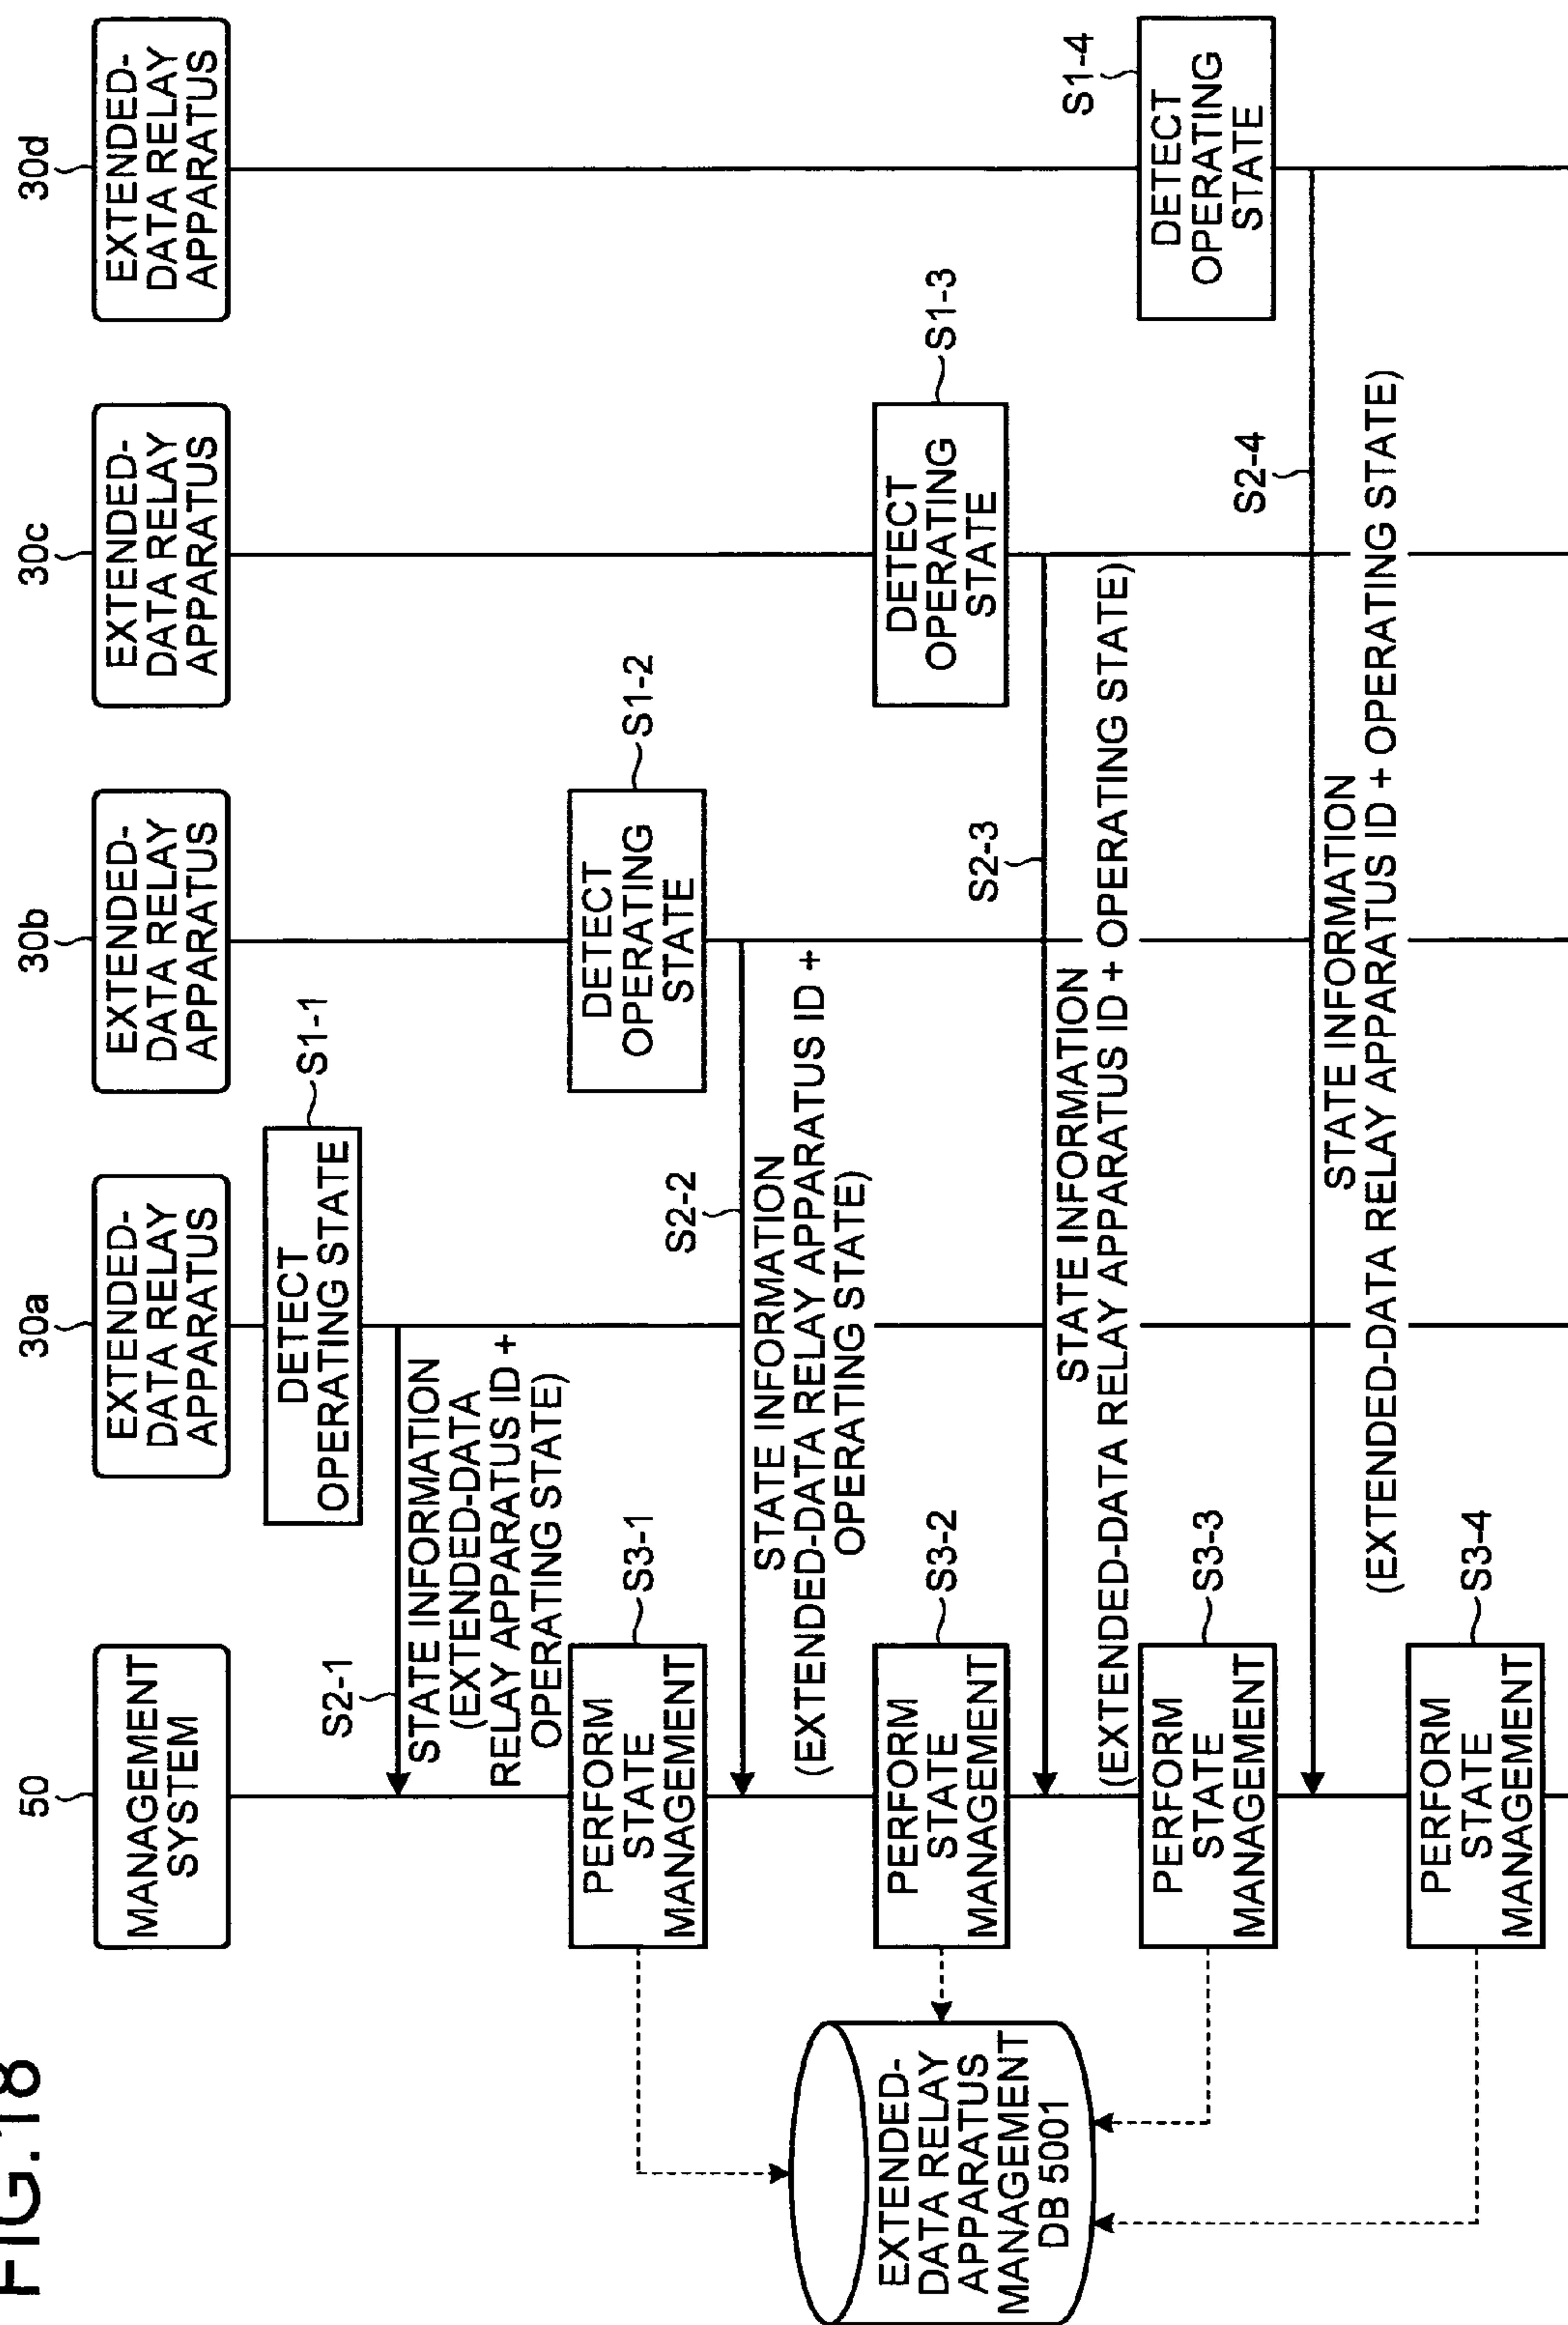 FIG.18
50
MANAGEMENT
SYSTEM
30a
EXTENDED-
DATA RELAY
APPARATUS
30b
EXTENDED-
DATA RELAY
APPARATUS
30c
EXTENDED-
DATA RELAY
APPARATUS
30d
EXTENDED-
DATA RELAY
APPARATUS
DETECT
OPERATING STATE
S1-1
S2-1
STATE INFORMATION
(EXTENDED-DATA
RELAY APPARATUS ID +
OPERATING STATE)
PERFORM
STATE
MANAGEMENT
S3-1
DETECT
OPERATING
STATE
S1-2
S2-2
STATE INFORMATION
(EXTENDED-DATA RELAY APPARATUS ID +
OPERATING STATE)
EXTENDED-
DATA RELAY
APPARATUS
MANAGEMENT
DB 5001
PERFORM
STATE
MANAGEMENT
S3-2
DETECT
OPERATING
STATE
S1-3
S2-3
STATE INFORMATION
(EXTENDED-DATA RELAY APPARATUS ID + OPERATING STATE)
PERFORM
STATE
MANAGEMENT
S3-3
DETECT
OPERATING
STATE
S1-4
S2-4
STATE INFORMATION
(EXTENDED-DATA RELAY APPARATUS ID + OPERATING STATE)
PERFORM
STATE
MANAGEMENT
S3-4